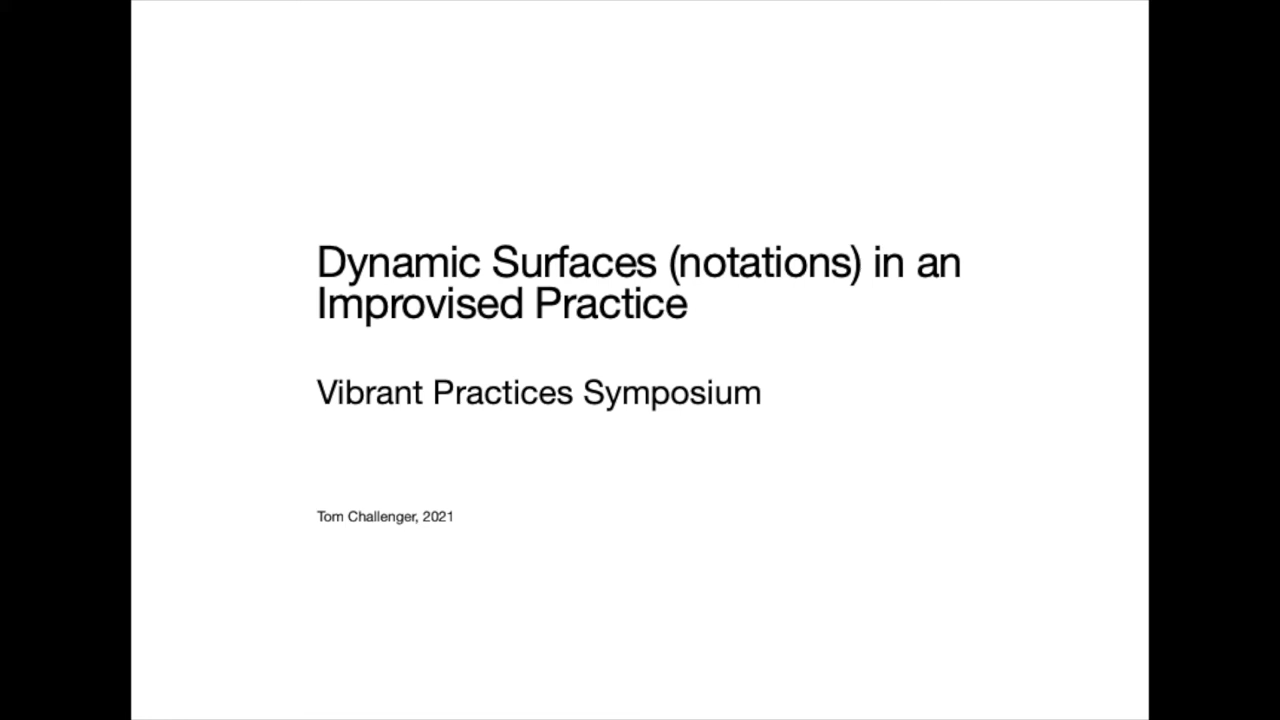 Dynamic Surfaces (notations) in an
Improvised Practice
Vibrant Practices Symposium
Tom Challenger, 2021